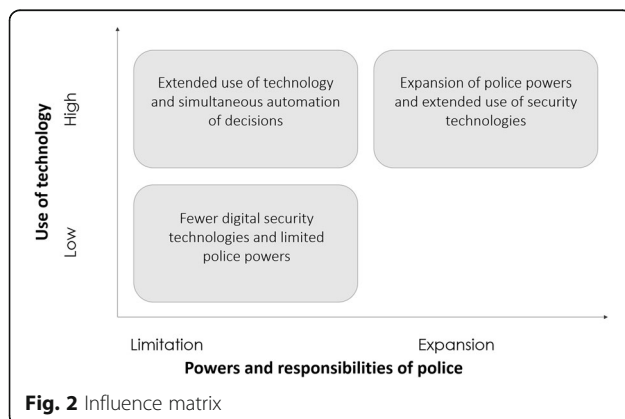 Use of technology
High
Low
Extended use of technology
and simultaneous automation
of decisions
Expansion of police powers
and extended use of security
technologies
Fewer digital security
technologies and limited
police powers
Limitation
Expansion
Powers and responsibilities of police
Fig. 2 Influence matrix